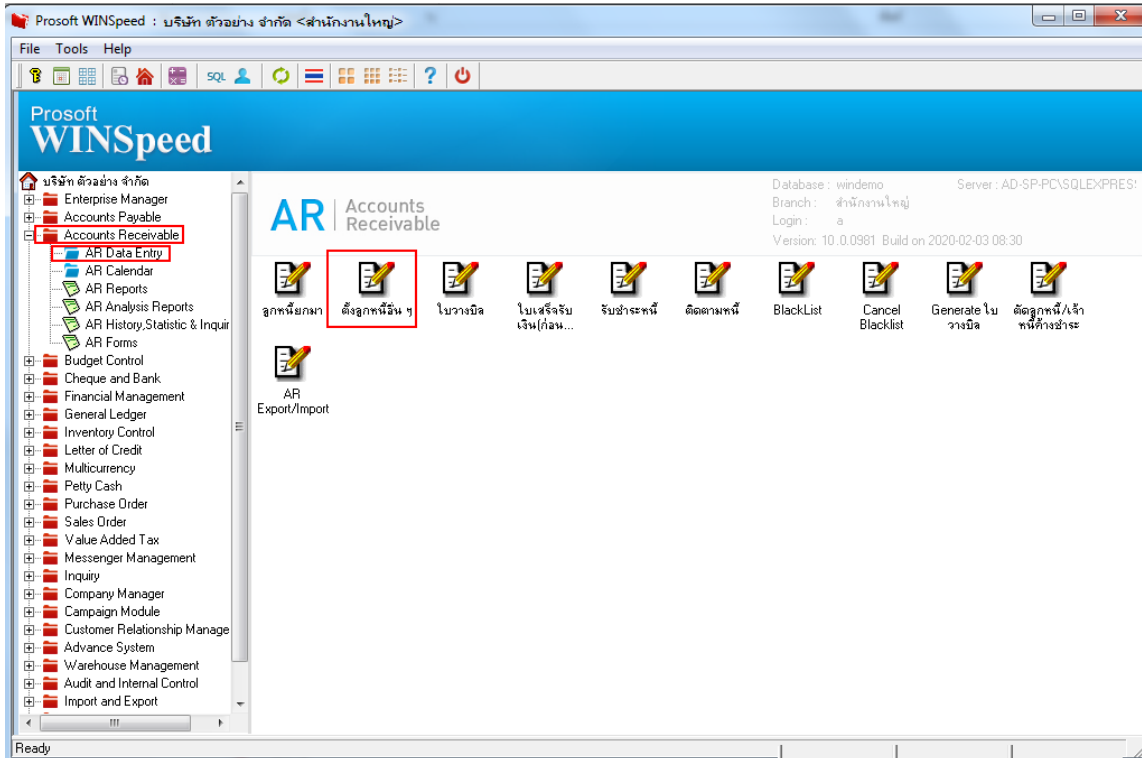 Prosoft WINSpeed : บริษัท ตัวอย่าง จำกัด <สำนักงานใหญ่>
File Tools Help
SQL
Prosoft
WINSpeed
บริษัท ตัวอย่าง จำกัด
Enterprise Manager
Accounts Payable
Accounts Receivable
AR Data Entry
AR Calendar
AR Reports
AR Analysis Reports
AR History,Statistic & Inquir
AR Forms
Budget Control
Cheque and Bank
Financial Management
General Ledger
Inventory Control
Letter of Credit
Multicurrency
Petty Cash
Purchase Order
Sales Order
Value Added Tax
Messenger Management
Inquiry
Company Manager
Campaign Module
Customer Relationship Manage
Advance System
Warehouse Management
Audit and Internal Control
Import and Export
AR Accounts
Receivable
Database : windemo Server : AD-SP-PC\SQLEXPRES
Branch : สำนักงานใหญ่
Login : a
Version: 10.0.0981 Build on 2020-02-03 08:30
ลูกหนี้ยกมา
ตั้งลูกหนี้อื่น ๆ
ใบวางบิล
ใบเสร็จรับ
เงิน(ก่อน...
รับชำระหนี้
ติดตามหนี้
BlackList
Cancel
Blacklist
Generate ใบ
วางบิล
ตัดลูกหนี้/เจ้า
หนี้ค้างชำระ
AR
Export/Import
Ready